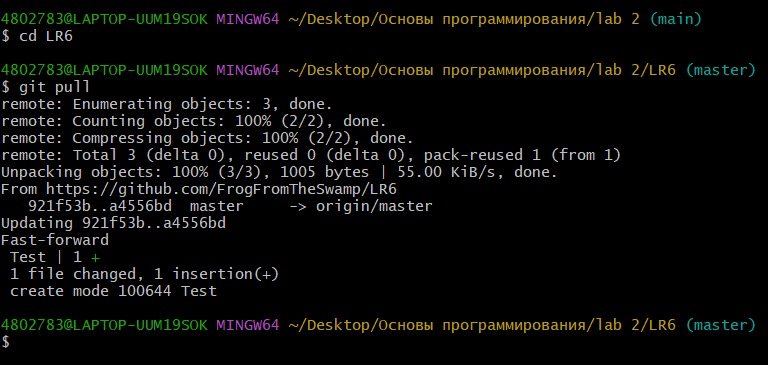 4802783@LAPTOP-UUM19SOK MINGW64 ~/Desktop/Основы программирования/lab 2 (main)
$ cd LR6
4802783@LAPTOP-UUM19SOK MINGW64 ~/Desktop/Основы программирования/lab 2/LR6 (master)
$ git pull
remote: Enumerating objects: 3, done.
remote: Counting objects: 100% (2/2), done.
remote: Compressing objects: 100% (2/2), done.
remote: Total 3 (delta 0), reused 0 (delta 0), pack-reused 1 (from 1)
Unpacking objects: 100% (3/3), 1005 bytes | 55.00 KiB/s, done.
From https://github.com/FrogFromTheSwamp/LR6
   921f53b..a4556bd  master     -> origin/master
Updating 921f53b..a4556bd
Fast-forward
 Test | 1 +
 1 file changed, 1 insertion(+)
 create mode 100644 Test
4802783@LAPTOP-UUM19SOK MINGW64 ~/Desktop/Основы программирования/lab 2/LR6 (master)
$